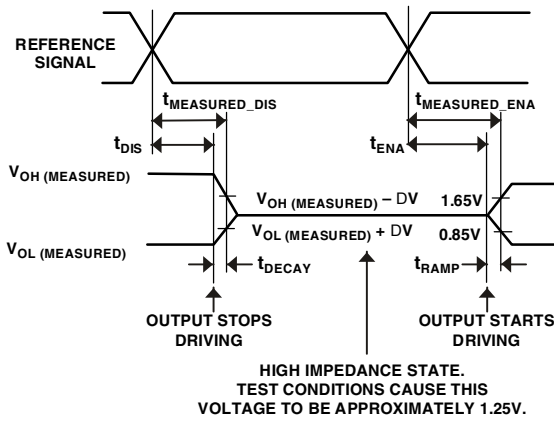 REFERENCE
SIGNAL
tMEASURED_DIS
tMEASURED_ENA
tDIS
tENA
VOH (MEASURED)
VOH (MEASURED) – DV
1.65V
VOL (MEASURED) + DV
0.85V
VOL (MEASURED)
tDECAY
tRAMP
OUTPUT STOPS
DRIVING
OUTPUT STARTS
DRIVING
HIGH IMPEDANCE STATE.
TEST CONDITIONS CAUSE THIS
VOLTAGE TO BE APPROXIMATELY 1.25V.